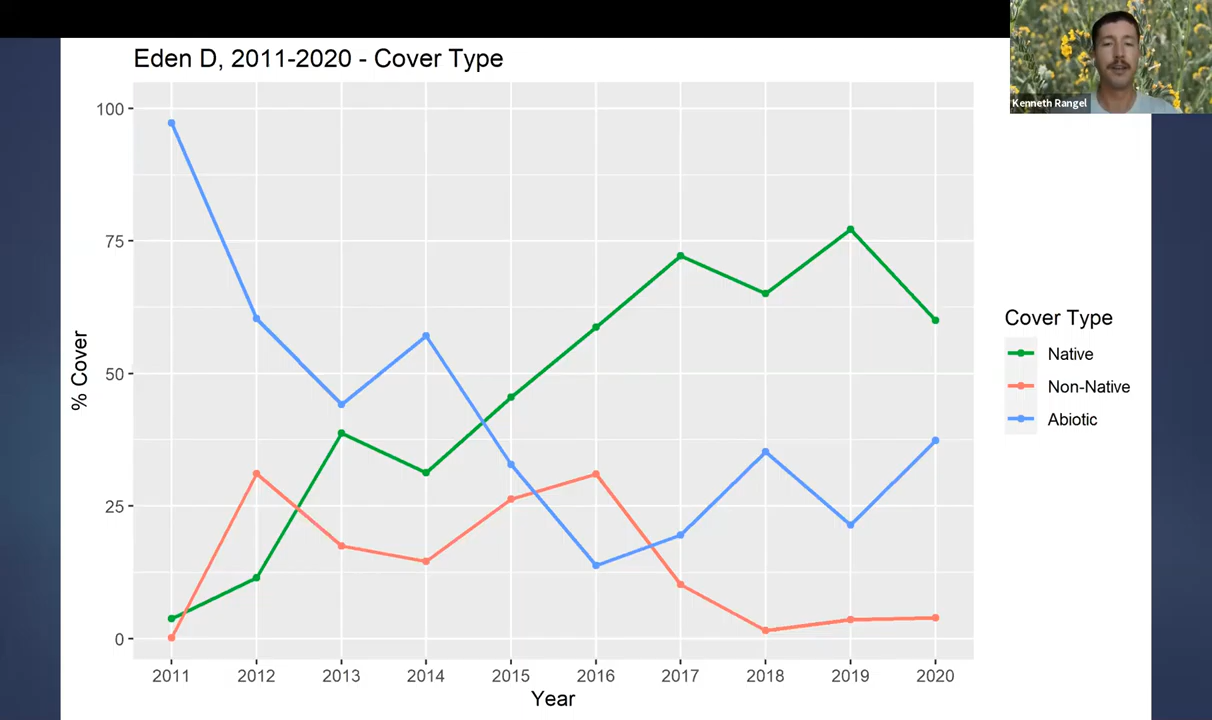 Eden D, 2011-2020 - Cover Type
Kenneth Rangel
100
75
50
25
0
% Cover
2011 2012 2013 2014 2015 2016 2017 2018 2019 2020
Year
Cover Type
Native
Non-Native
Abiotic